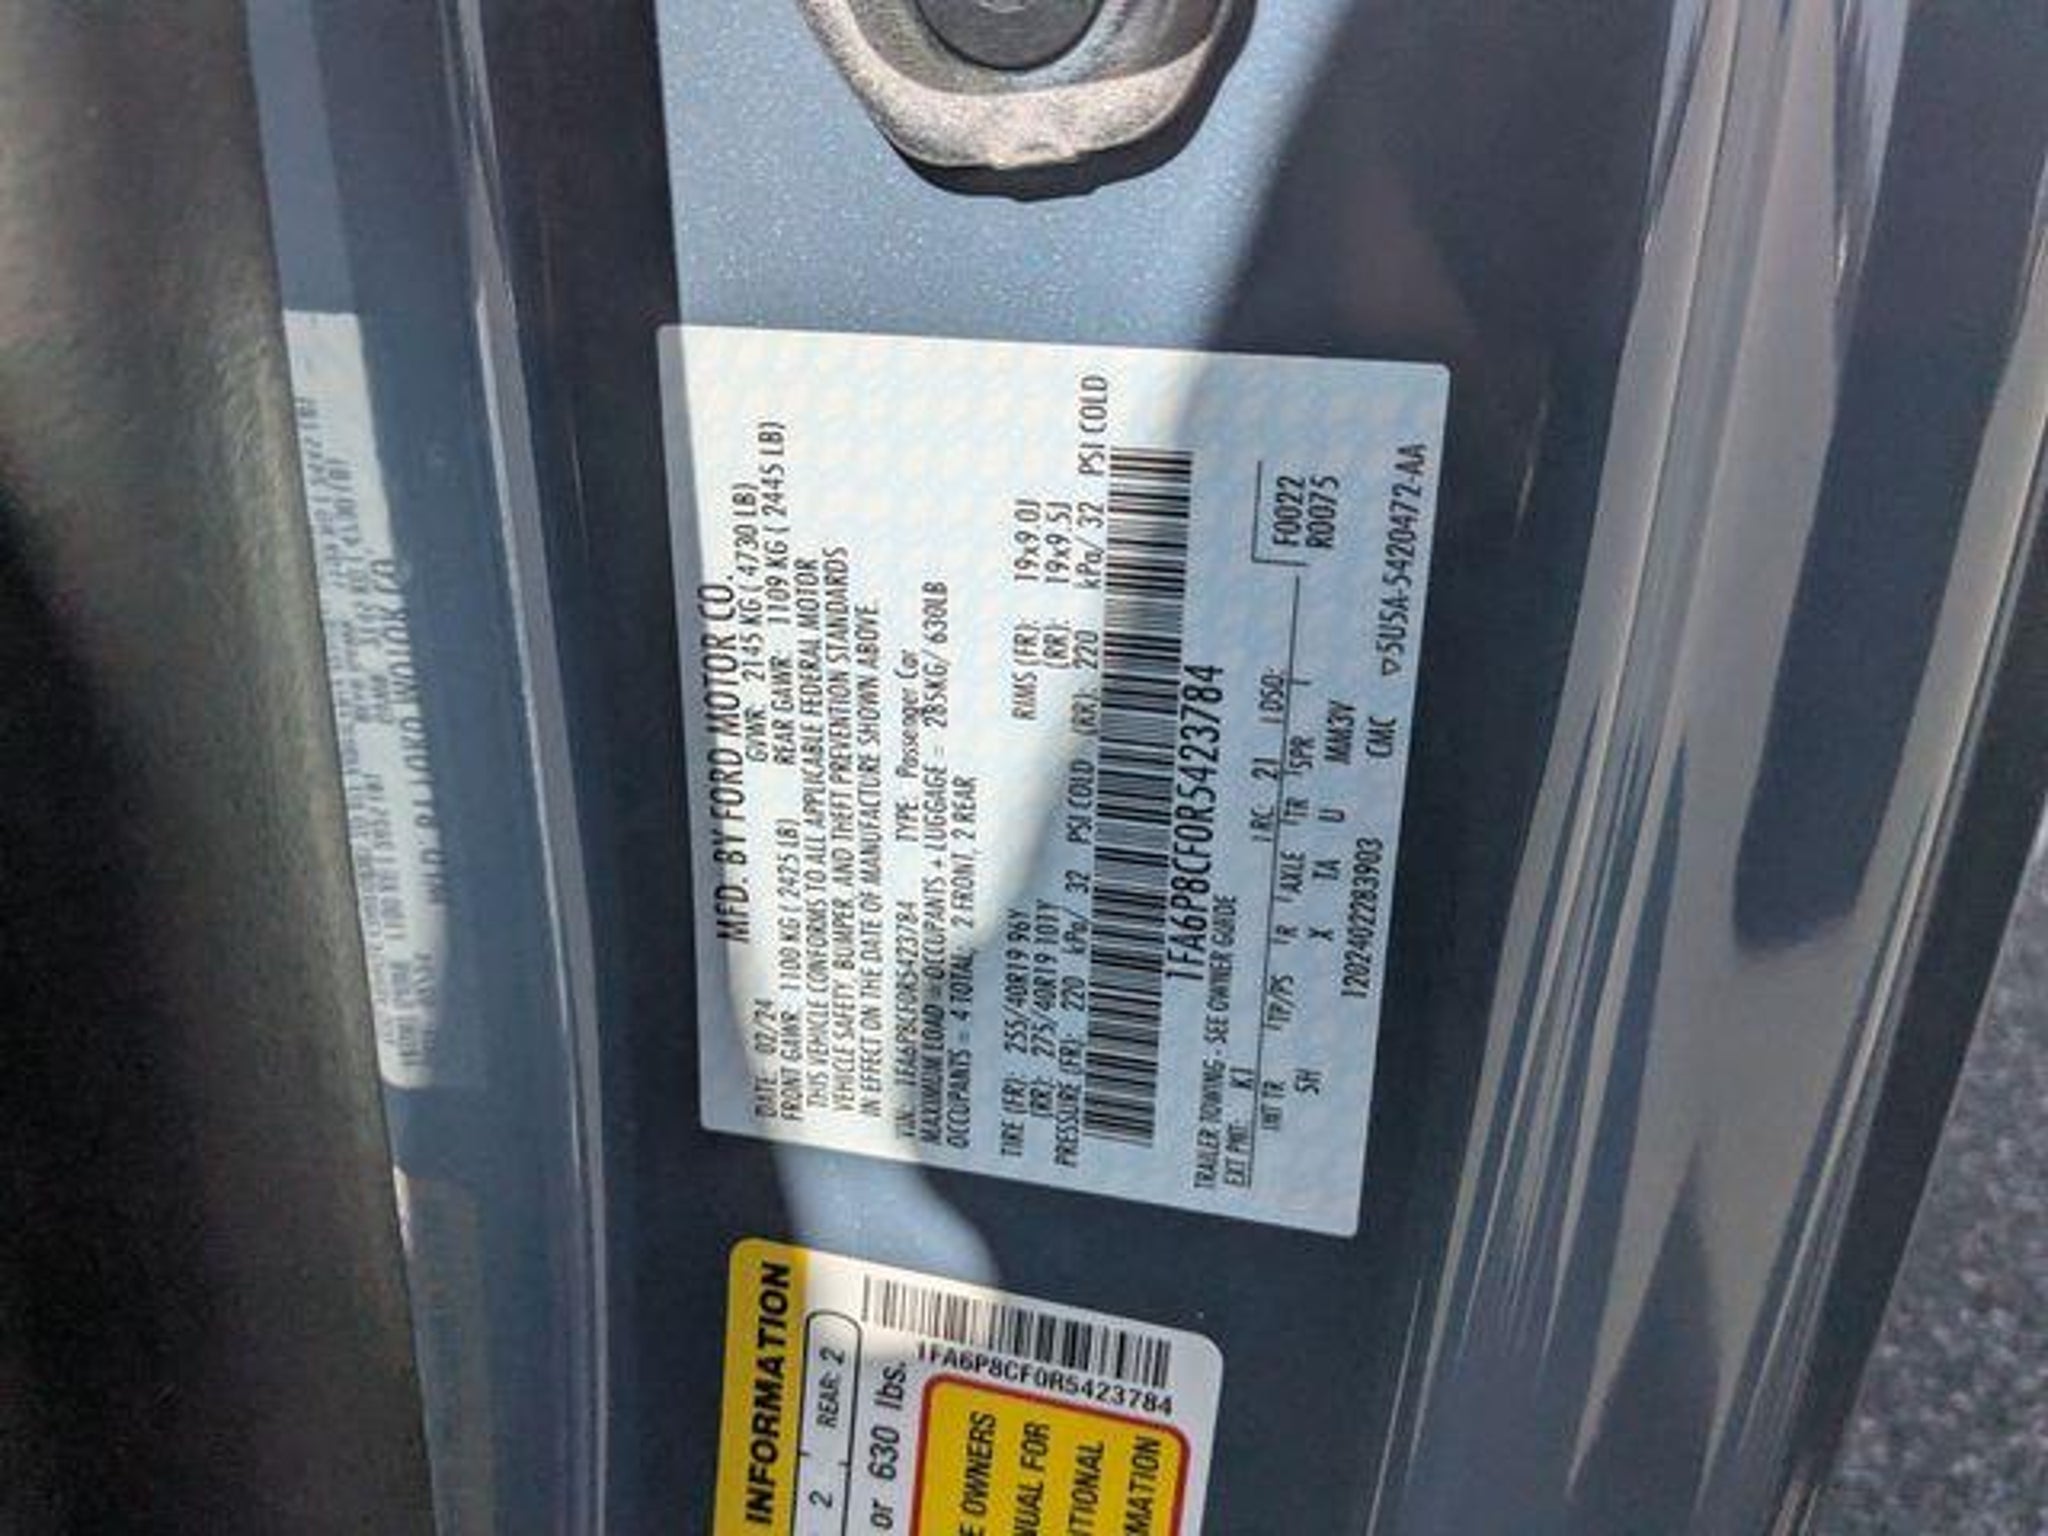 MFD. BY FORD MOTOR CO.
DATE: 02/24 GVWR: 2145 KG ( 4730 LB)
FRONT GAWR: 1100 KG ( 2425 LB) REAR GAWR: 1109 KG ( 2445 LB)
THIS VEHICLE CONFORMS TO ALL APPLICABLE FEDERAL MOTOR
VEHICLE SAFETY, BUMPER, AND THEFT PREVENTION STANDARDS
IN EFFECT ON THE DATE OF MANUFACTURE SHOWN ABOVE.
VIN: 1FA6P8CF0R5423784 TYPE: Passenger Car
MAXIMUM LOAD = OCCUPANTS + LUGGAGE = 285KG/ 630LB
OCCUPANTS = 4 TOTAL, 2 FRONT, 2 REAR
TIRE (FR): 255/40R19 96Y RIMS (FR): 19x9.0J
(RR): 275/40R19 101Y (RR): 19x9.5J
PRESSURE (FR): 220 kPa/ 32 PSI COLD (RR): 220 kPa/ 32 PSI COLD
1FA6P8CF0R5423784
TRAILER TOWING - SEE OWNER GUIDE
EXT PNT: K1 RC: 21 DSO: F0022
INT TR TP/PS R AXLE TR SPR R0075
5H X TA U MM3V
1202402283903 CMC ▽5USA-5420472-AA
INFORMATION
2 REAR: 2
or 630 lbs.
1FA6P8CF0R5423784
E OWNERS
NUAL FOR
ITIONAL
RMATION